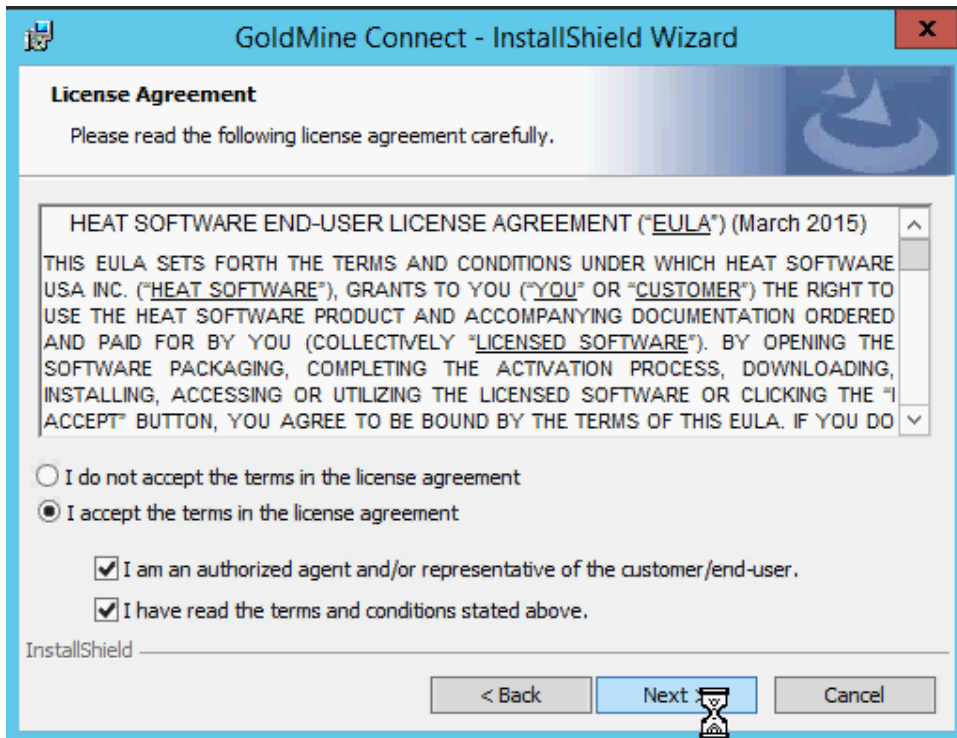 GoldMine Connect - InstallShield Wizard
x
License Agreement
Please read the following license agreement carefully.
HEAT SOFTWARE END-USER LICENSE AGREEMENT (“EULA”) (March 2015)
THIS EULA SETS FORTH THE TERMS AND CONDITIONS UNDER WHICH HEAT SOFTWARE
USA INC. (“HEAT SOFTWARE”), GRANTS TO YOU (“YOU” OR “CUSTOMER”) THE RIGHT TO
USE THE HEAT SOFTWARE PRODUCT AND ACCOMPANYING DOCUMENTATION ORDERED
AND PAID FOR BY YOU (COLLECTIVELY “LICENSED SOFTWARE”). BY OPENING THE
SOFTWARE PACKAGING, COMPLETING THE ACTIVATION PROCESS, DOWNLOADING,
INSTALLING, ACCESSING OR UTILIZING THE LICENSED SOFTWARE OR CLICKING THE “I
ACCEPT” BUTTON, YOU AGREE TO BE BOUND BY THE TERMS OF THIS EULA. IF YOU DO
I do not accept the terms in the license agreement
I accept the terms in the license agreement
I am an authorized agent and/or representative of the customer/end-user.
I have read the terms and conditions stated above.
InstallShield
< Back
Next
Cancel